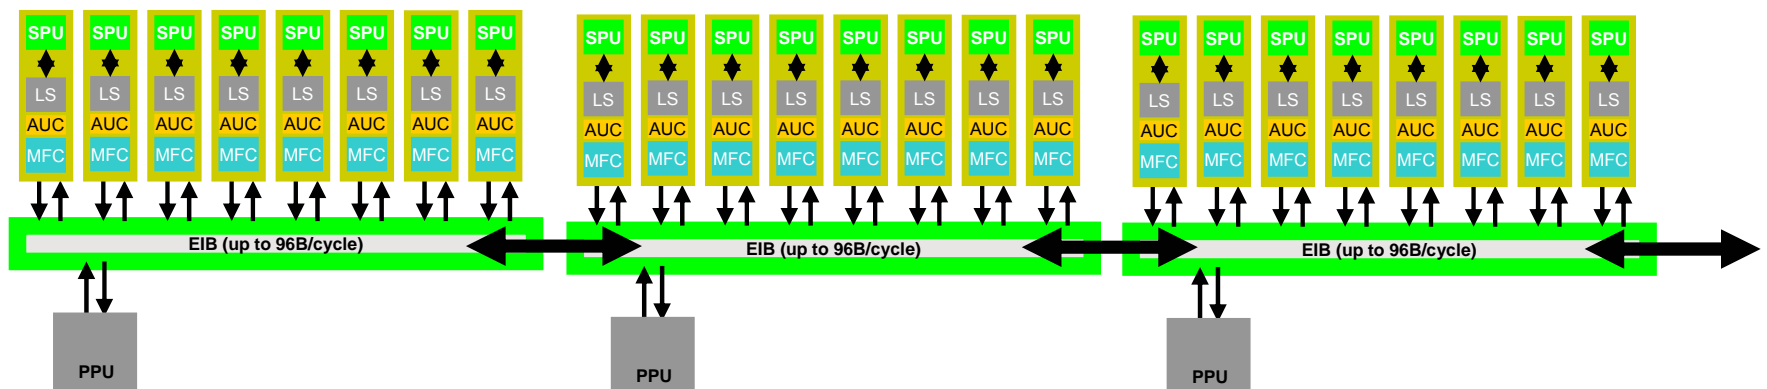 SPU SPU SPU SPU SPU SPU SPU SPU
LS LS LS LS LS LS LS LS
AUC AUC AUC AUC AUC AUC AUC AUC
MFC MFC MFC MFC MFC MFC MFC MFC
EIB (up to 96B/cycle)
PPU
SPU SPU SPU SPU SPU SPU SPU SPU
LS LS LS LS LS LS LS LS
AUC AUC AUC AUC AUC AUC AUC AUC
MFC MFC MFC MFC MFC MFC MFC MFC
EIB (up to 96B/cycle)
PPU
SPU SPU SPU SPU SPU SPU SPU SPU
LS LS LS LS LS LS LS LS
AUC AUC AUC AUC AUC AUC AUC AUC
MFC MFC MFC MFC MFC MFC MFC MFC
EIB (up to 96B/cycle)
PPU